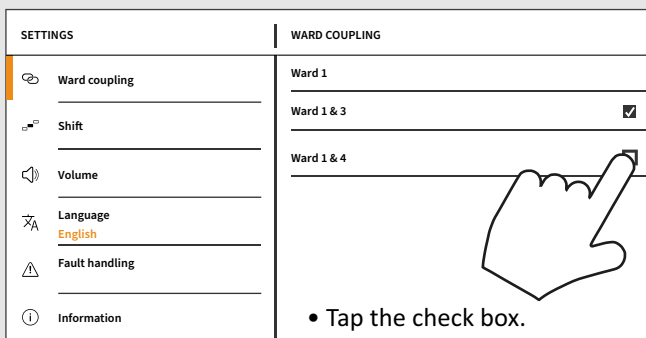 SETTINGS
Ward coupling
Shift
Volume
Language
English
Fault handling
Information
WARD COUPLING
Ward 1
Ward 1 & 3
Ward 1 & 4
• Tap the check box.